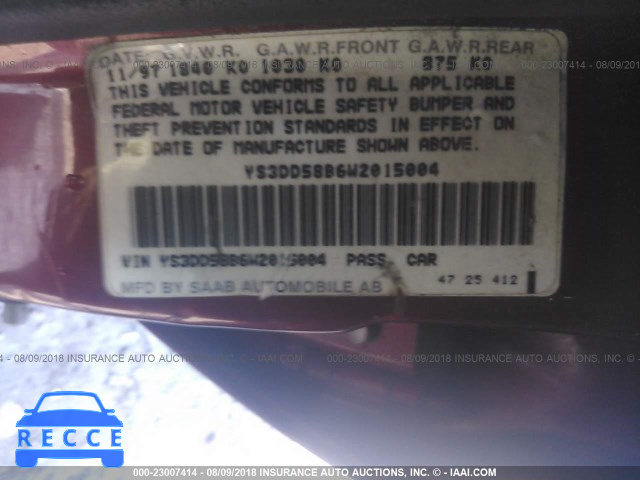 DATE G.V.W.R. G.A.W.R.FRONT G.A.W.R.REAR
11/97 1840 KG 1030 KG 875 KG
THIS VEHICLE CONFORMS TO ALL APPLICABLE
FEDERAL MOTOR VEHICLE SAFETY BUMPER AND
THEFT PREVENTION STANDARDS IN EFFECT ON
THE DATE OF MANUFACTURE SHOWN ABOVE.
YS3DD58B6W2015004
VIN YS3DD58B6W2015004 PASS. CAR
MFD BY SAAB AUTOMOBILE AB 47 25 412
000-23007414 - 08/09/2018 INSURANCE AUTO AUCTIONS, INC. - © IAAI.COM
RECCE
000-23007414 - 08/09/2018 INSURANCE AUTO AUCTIONS, INC. - © IAAI.COM